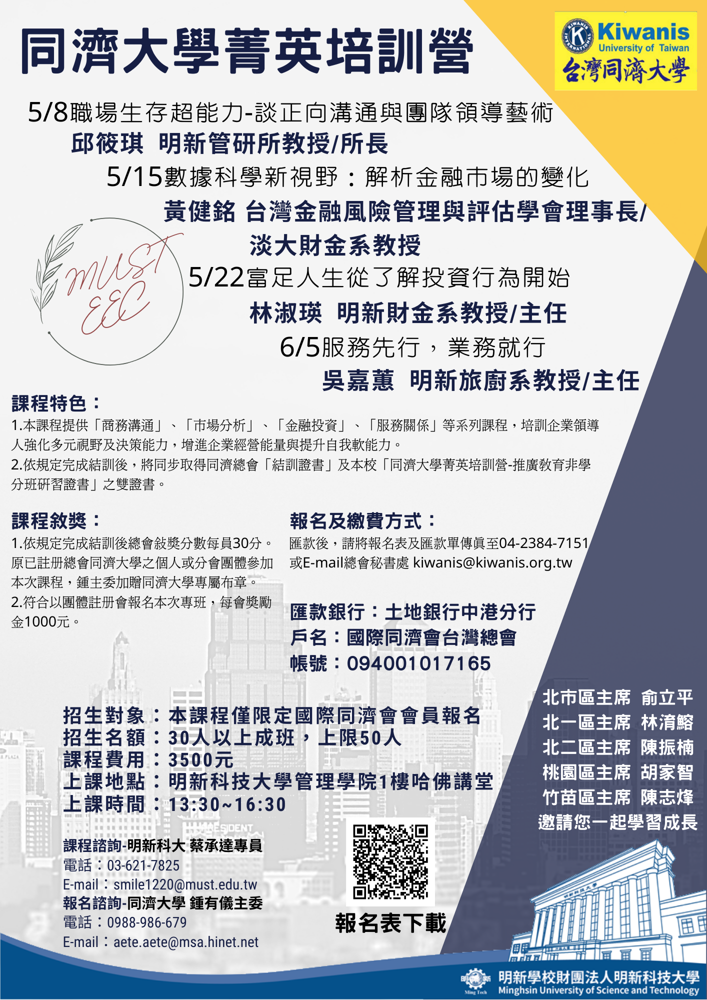 同濟大學菁英培訓營
Kiwanis
University of Taiwan
台灣同濟大學
5/8職場生存超能力-談正向溝通與團隊領導藝術
邱筱琪 明新管研所教授/所長
5/15數據科學新視野：解析金融市場的變化
黃健銘 台灣金融風險管理與評估學會理事長/
淡大財金系教授
5/22富足人生從了解投資行為開始
林淑瑛 明新財金系教授/主任
6/5服務先行，業務就行
吳嘉蕙 明新旅廚系教授/主任
MUST
EEC
課程特色：
1.本課程提供「商務溝通」、「市場分析」、「金融投資」、「服務關係」等系列課程，培訓企業領導
人強化多元視野及決策能力，增進企業經營能量與提升自我軟能力。
2.依規定完成結訓後，將同步取得同濟總會「結訓證書」及本校「同濟大學菁英培訓營-推廣教育非學
分班研習證書」之雙證書。
課程敘獎：
1.依規定完成結訓後總會敍獎分數每員30分。
原已註册總會同濟大學之個人或分會團體參加
本次課程，鍾主委加贈同濟大學專屬布章。
2.符合以團體註册會報名本次專班，每會獎勵
金1000元。
報名及繳費方式：
匯款後，請將報名表及匯款單傳眞至04-2384-7151
或E-mail總會秘書處 kiwanis@kiwanis.org.tw
匯款銀行：土地銀行中港分行
戶名：國際同濟會台灣總會
帳號：094001017165
招生對象：本課程僅限定國際同濟會會員報名
招生名額：30人以上成班，上限50人
課程費用：3500元
上課地點：明新科技大學管理學院1樓哈佛講堂
上課時間：13:30~16:30
課程諮詢-明新科大 蔡承達專員
電話：03-621-7825
E-mail：smile1220@must.edu.tw
報名諮詢-同濟大學 鍾有儀主委
電話：0988-986-679
E-mail：aete.aete@msa.hinet.net
報名表下載
北市區主席 俞立平
北一區主席 林淯鰫
北二區主席 陳振楠
桃園區主席 胡家智
竹苗區主席 陳志烽
邀請您一起學習成長
明新科技大學
明新
Ming Tech
明新學校財團法人明新科技大學
Minghsin University of Science and Technology